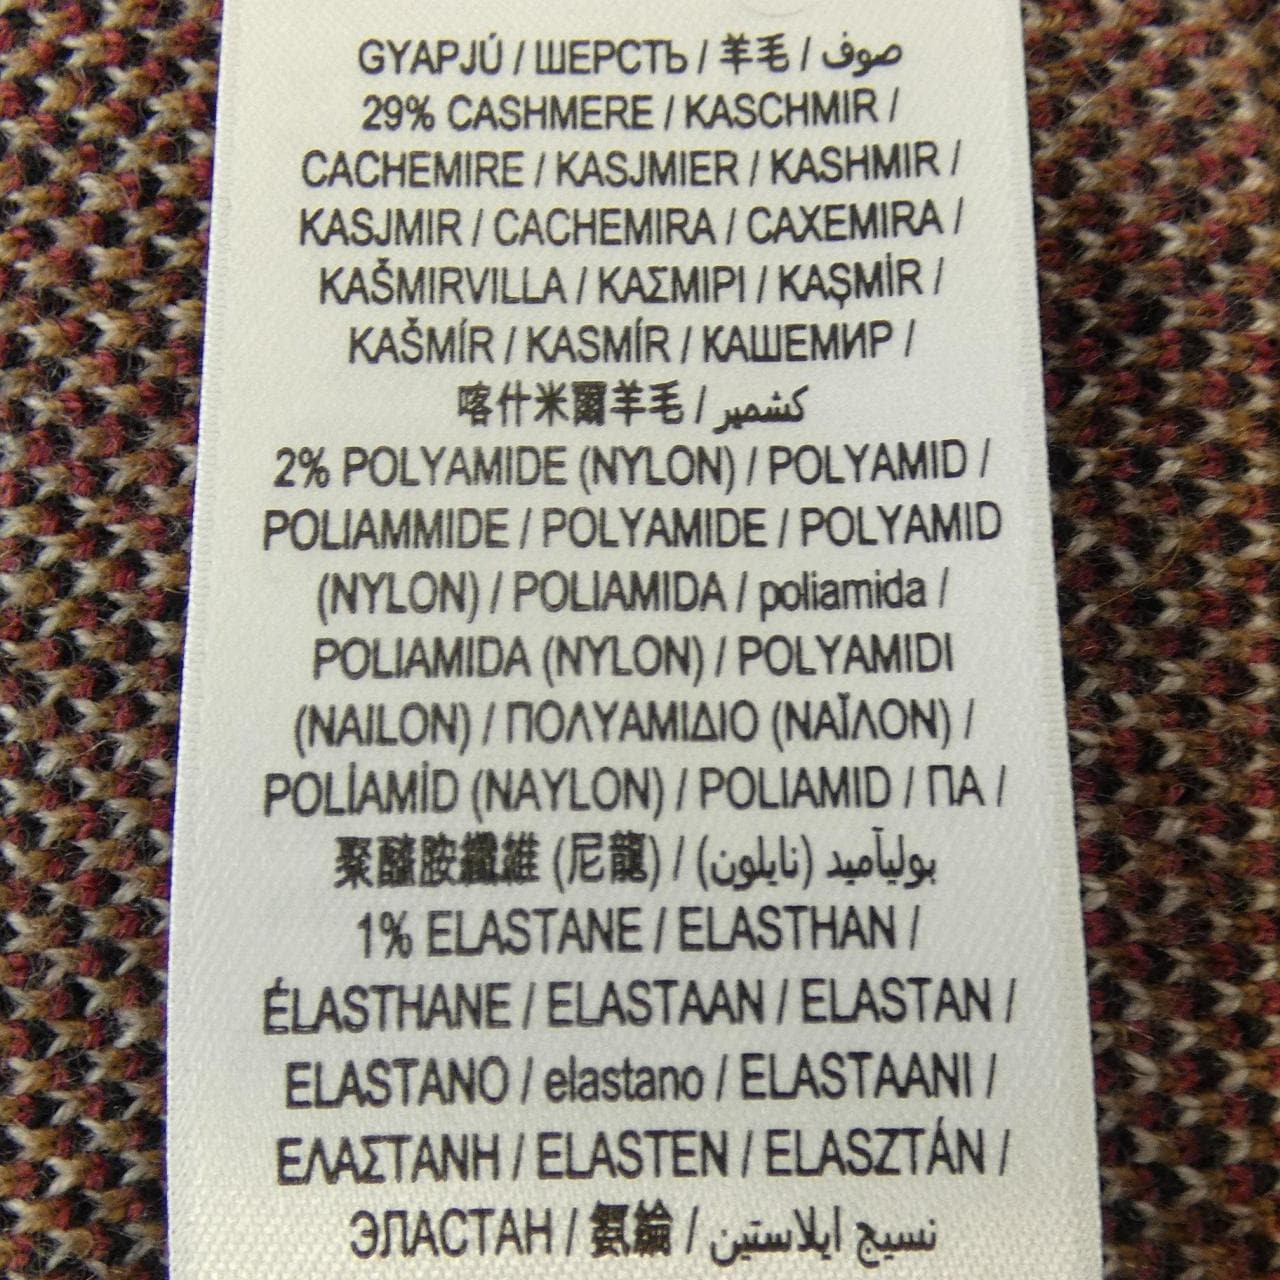 GYAPJÚ / ШЕРСТЬ / 羊毛 / صوف
29% CASHMERE / KASCHMIR /
CACHEMIRE / KASJMIER / KASHMIR /
KASJMIR / CACHEMIRA / CAXEMIRA /
KAŠMIRVILLA / ΚΑΣΜΙΡΙ / KAŞMİR /
KAŠMÍR / KASMÍR / КАШЕМИР /
喀什米爾羊毛 / كشمير
2% POLYAMIDE (NYLON) / POLYAMID /
POLIAMMIDE / POLYAMIDE / POLYAMID
(NYLON) / POLIAMIDA / poliamida /
POLIAMIDA (NYLON) / POLYAMIDI
(NAILON) / ΠΟΛΥΑΜΙΔΙΟ (ΝΑΪΛΟΝ) /
POLİAMİD (NAYLON) / POLIAMID / ПА /
聚醯胺纖維 (尼龍) / بوليآميد (نايلون)
1% ELASTANE / ELASTHAN /
ÉLASTHANE / ELASTAAN / ELASTAN /
ELASTANO / elastano / ELASTAANI /
ΕΛΑΣΤΑΝΗ / ELASTEN / ELASZTÁN /
ЭЛАСТАН / 氨綸 / نسيج ايلاستين